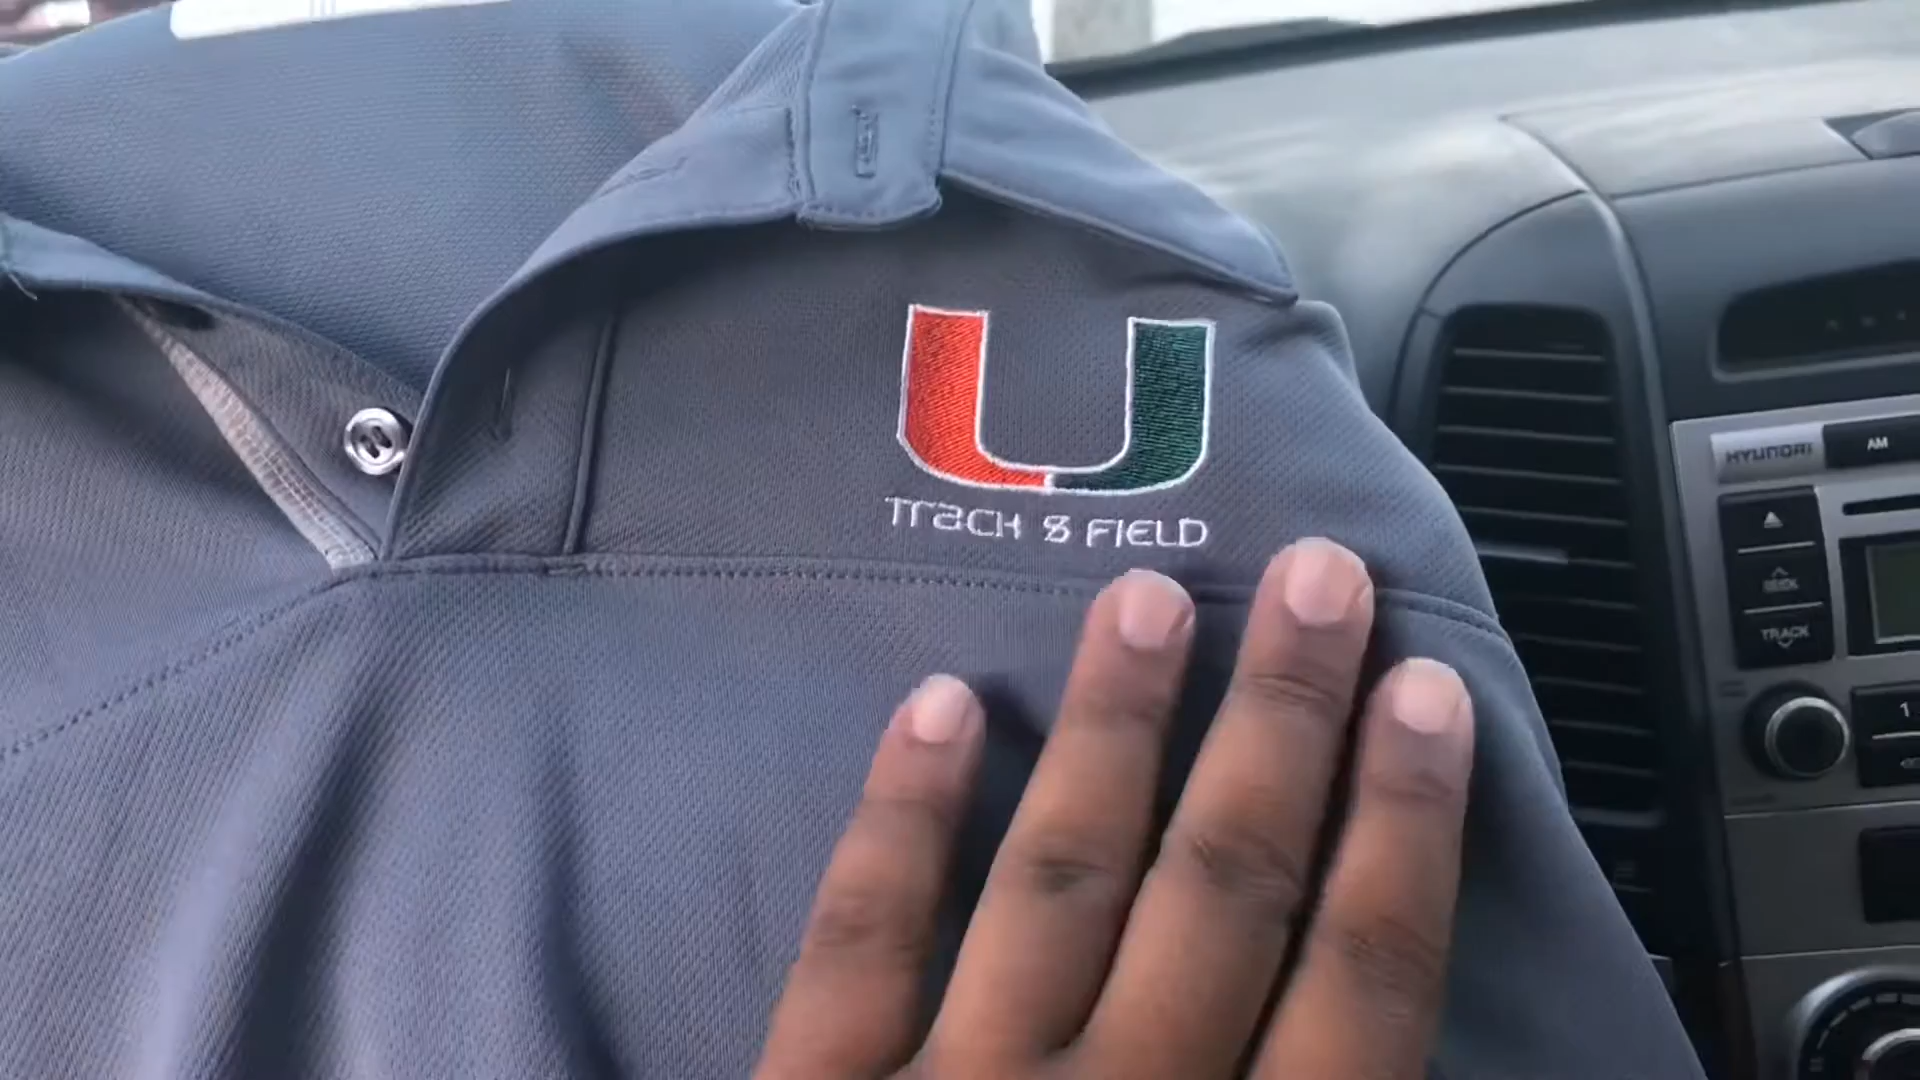 U
Track & FIELD
HYUNDAI
AM
SEEK
TRACK
1